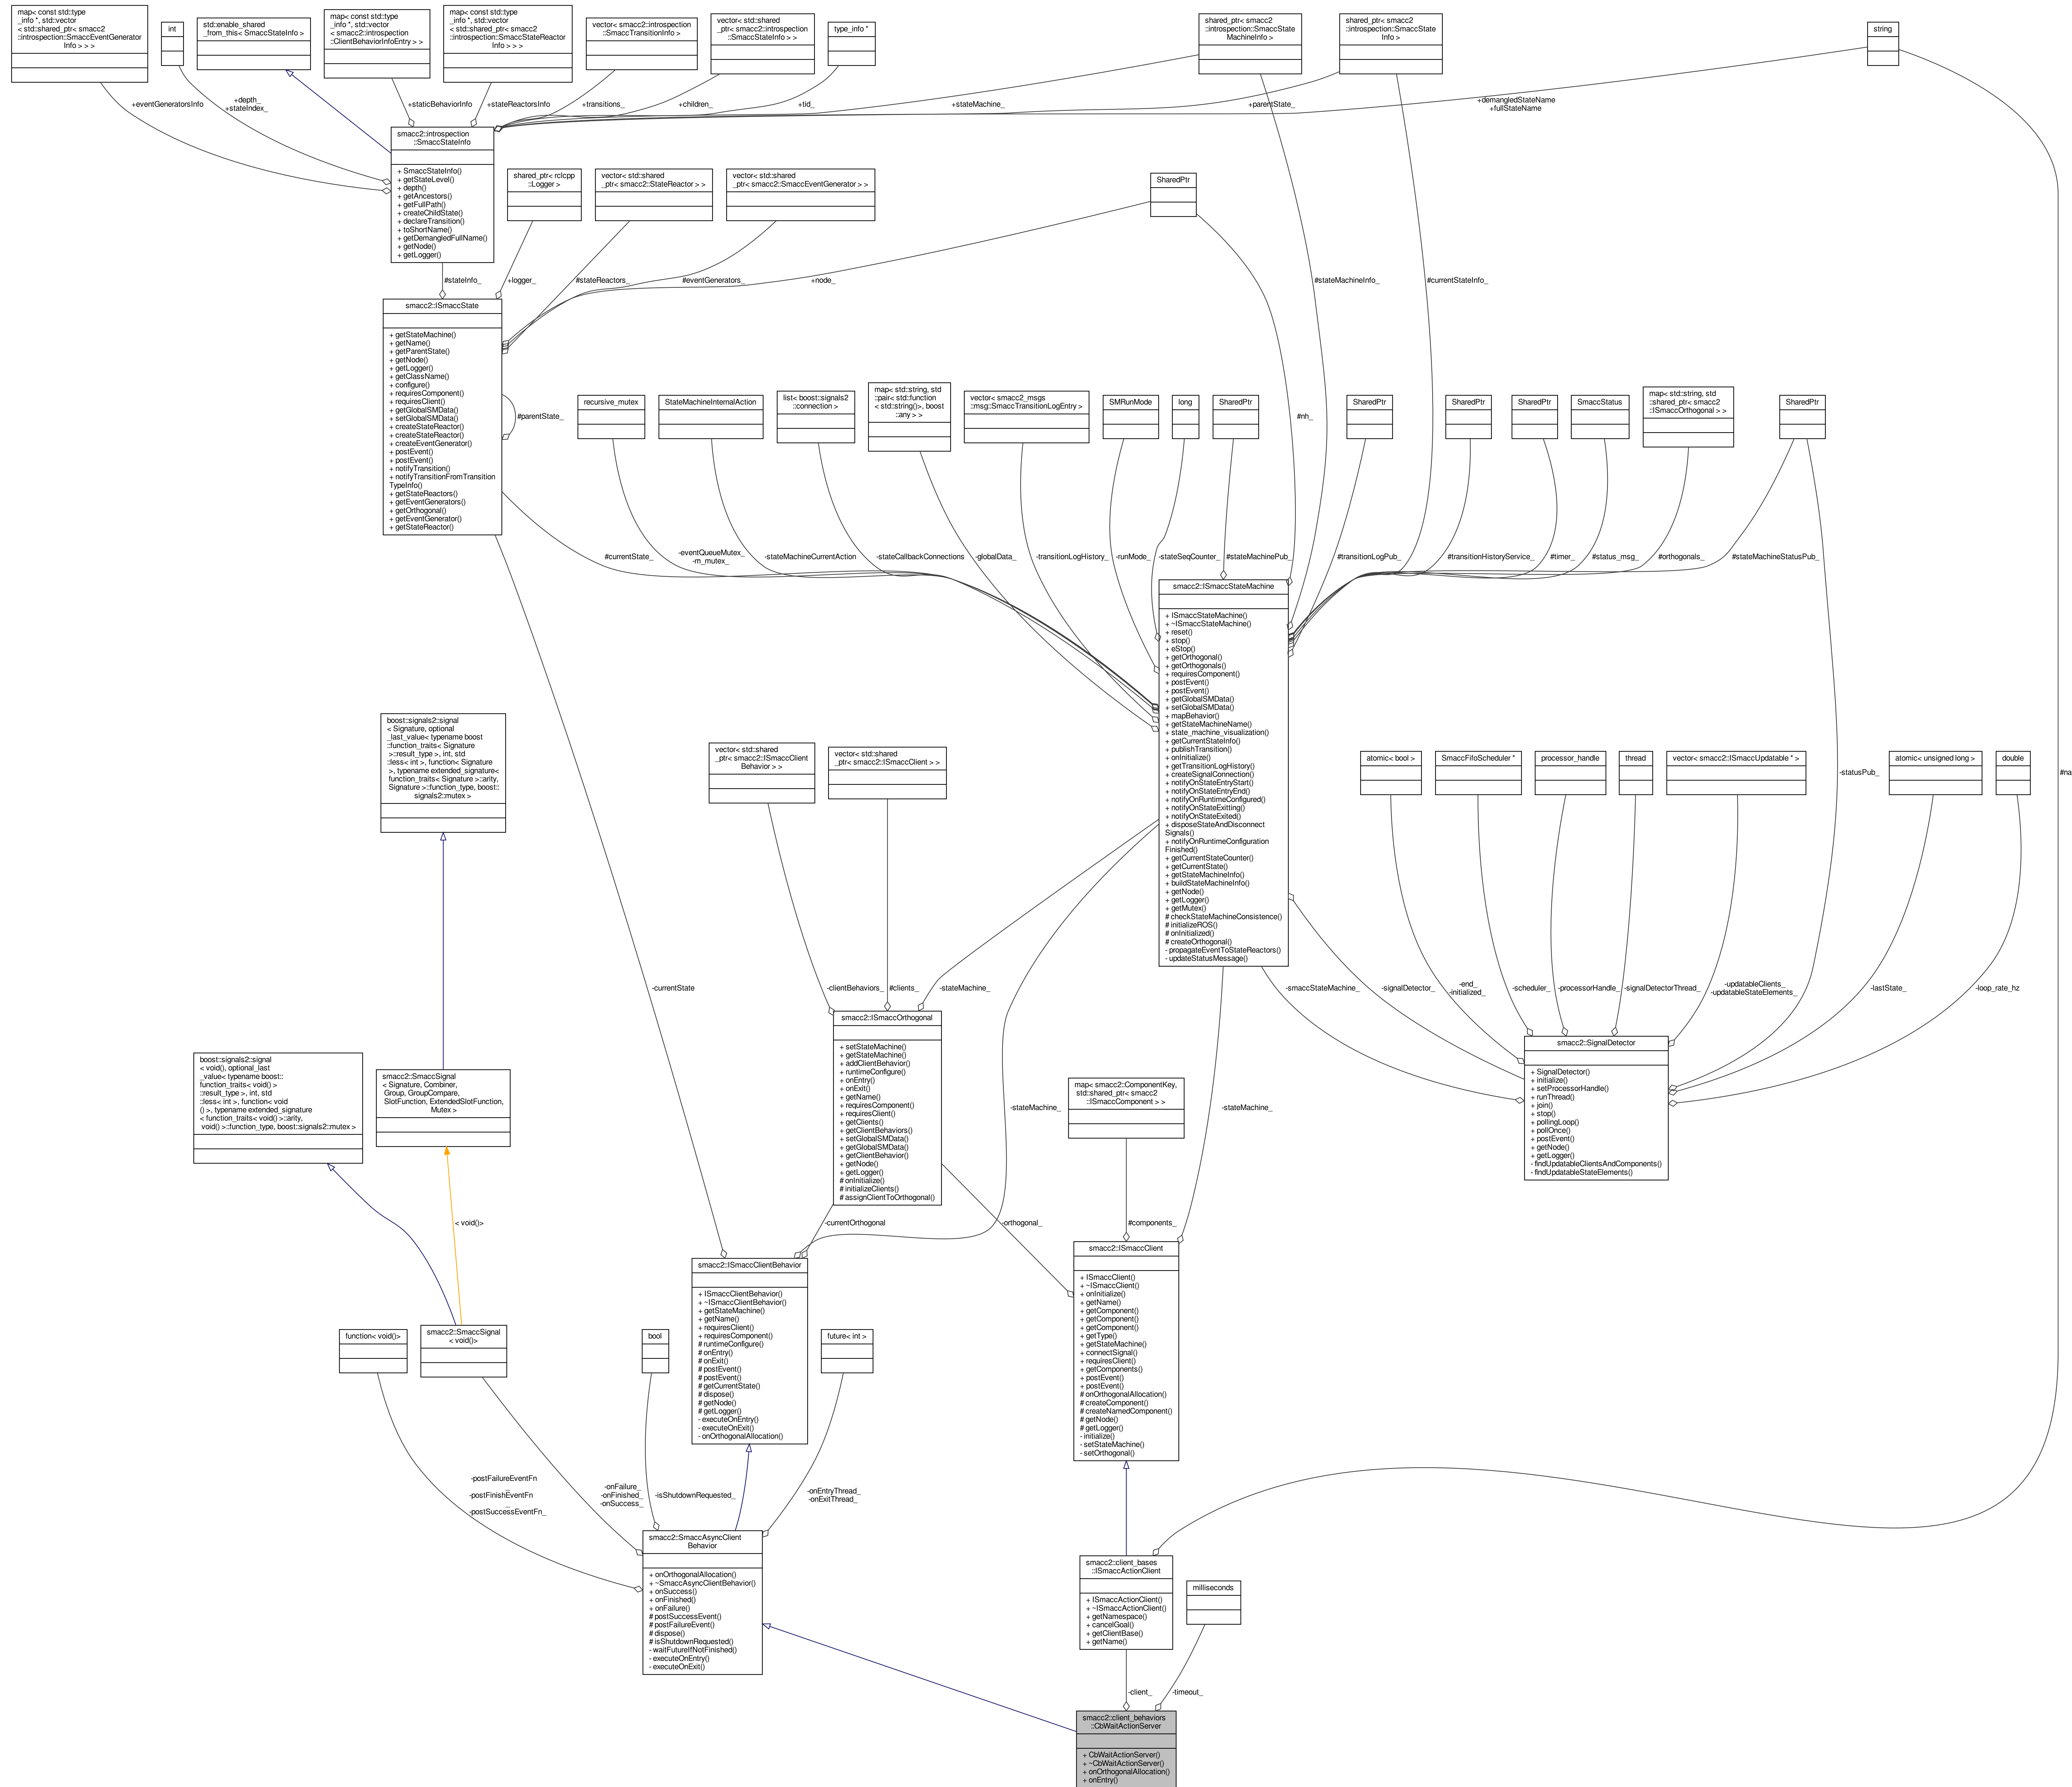 map< const std::type
_info *, std::vector
< std::shared_ptr< smacc2
::introspection::SmaccEventGenerator
Info > > >
int
std::enable_shared
_from_this< SmaccStateInfo >
map< const std::type
_info *, std::vector
< smacc2::introspection
::ClientBehaviorInfoEntry > >
map< const std::type
_info *, std::vector
< std::shared_ptr< smacc2
::introspection::SmaccStateReactor
Info > > >
vector< smacc2::introspection
::SmaccTransitionInfo >
vector< std::shared
_ptr< smacc2::introspection
::SmaccStateInfo > >
type_info *
shared_ptr< smacc2
::introspection::SmaccState
MachineInfo >
shared_ptr< smacc2
::introspection::SmaccState
Info >
string
+eventGeneratorsInfo
+depth_
+stateIndex_
+staticBehaviorInfo
+stateReactorsInfo
+transitions_
+children_
+tid_
+stateMachine_
+parentState_
+demangledStateName
+fullStateName
smacc2::introspection
::SmaccStateInfo
+ SmaccStateInfo()
+ getStateLevel()
+ depth()
+ getAncestors()
+ getFullPath()
+ createChildState()
+ declareTransition()
+ toShortName()
+ getDemangledFullName()
+ getNode()
+ getLogger()
shared_ptr< rclcpp
::Logger >
vector< std::shared
_ptr< smacc2::StateReactor > >
vector< std::shared
_ptr< smacc2::SmaccEventGenerator > >
SharedPtr
#stateInfo_
+logger_
#stateReactors_
#eventGenerators_
+node_
#stateMachineInfo_
#currentStateInfo_
smacc2::ISmaccState
+ getStateMachine()
+ getName()
+ getParentState()
+ getNode()
+ getLogger()
+ getClassName()
+ configure()
+ requiresComponent()
+ requiresClient()
+ getGlobalSMData()
+ setGlobalSMData()
+ createStateReactor()
+ createStateReactor()
+ createEventGenerator()
+ postEvent()
+ postEvent()
+ notifyTransition()
+ notifyTransitionFromTransition
TypeInfo()
+ getStateReactors()
+ getEventGenerators()
+ getOrthogonal()
+ getEventGenerator()
+ getStateReactor()
#parentState_
recursive_mutex
StateMachineInternalAction
list< boost::signals2
::connection >
map< std::string, std
::pair< std::function
< std::string()>, boost
::any > >
vector< smacc2_msgs
::msg::SmaccTransitionLogEntry >
SMRunMode
long
SharedPtr
#nh_
SharedPtr
SharedPtr
SharedPtr
SmaccStatus
map< std::string, std
::shared_ptr< smacc2
::ISmaccOrthogonal > >
SharedPtr
#currentState_
-eventQueueMutex_
-m_mutex_
-stateMachineCurrentAction
-stateCallbackConnections
-globalData_
-transitionLogHistory_
-runMode_
-stateSeqCounter_
#stateMachinePub_
#transitionLogPub_
#transitionHistoryService_
#timer_
#status_msg_
#orthogonals_
#stateMachineStatusPub_
smacc2::ISmaccStateMachine
+ ISmaccStateMachine()
+ ~ISmaccStateMachine()
+ reset()
+ stop()
+ eStop()
+ getOrthogonal()
+ getOrthogonals()
+ requiresComponent()
+ postEvent()
+ postEvent()
+ getGlobalSMData()
+ setGlobalSMData()
+ mapBehavior()
+ getStateMachineName()
+ state_machine_visualization()
+ getCurrentStateInfo()
+ publishTransition()
+ onInitialize()
+ getTransitionLogHistory()
+ createSignalConnection()
+ notifyOnStateEntryStart()
+ notifyOnStateEntryEnd()
+ notifyOnRuntimeConfigured()
+ notifyOnStateExitting()
+ notifyOnStateExited()
+ disposeStateAndDisconnect
Signals()
+ notifyOnRuntimeConfiguration
Finished()
+ getCurrentStateCounter()
+ getCurrentState()
+ getStateMachineInfo()
+ buildStateMachineInfo()
+ getNode()
+ getLogger()
+ getMutex()
# checkStateMachineConsistence()
# initializeROS()
# onInitialized()
# createOrthogonal()
- propagateEventToStateReactors()
- updateStatusMessage()
boost::signals2::signal
< Signature, optional
_last_value< typename boost
::function_traits< Signature
>::result_type >, int, std
::less< int >, function< Signature
>, typename extended_signature<
function_traits< Signature >::arity,
Signature >::function_type, boost::
signals2::mutex >
vector< std::shared
_ptr< smacc2::ISmaccClient
Behavior > >
vector< std::shared
_ptr< smacc2::ISmaccClient > >
atomic< bool >
SmaccFifoScheduler *
processor_handle
thread
vector< smacc2::ISmaccUpdatable * >
-statusPub_
atomic< unsigned long >
double
#na
-currentState
-clientBehaviors_
#clients_
-stateMachine_
-smaccStateMachine_
-signalDetector_
-end_
-initialized_
-scheduler_
-processorHandle_
-signalDetectorThread_
-updatableClients_
-updatableStateElements_
-lastState_
-loop_rate_hz
smacc2::ISmaccOrthogonal
+ setStateMachine()
+ getStateMachine()
+ addClientBehavior()
+ runtimeConfigure()
+ onEntry()
+ onExit()
+ getName()
+ requiresComponent()
+ requiresClient()
+ getClients()
+ getClientBehaviors()
+ setGlobalSMData()
+ getGlobalSMData()
+ getClientBehavior()
+ getNode()
+ getLogger()
# onInitialize()
# initializeClients()
# assignClientToOrthogonal()
smacc2::SignalDetector
+ SignalDetector()
+ initialize()
+ setProcessorHandle()
+ runThread()
+ join()
+ stop()
+ pollingLoop()
+ pollOnce()
+ postEvent()
+ getNode()
+ getLogger()
- findUpdatableClientsAndComponents()
- findUpdatableStateElements()
boost::signals2::signal
< void(), optional_last
_value< typename boost::
function_traits< void() >
::result_type >, int, std
::less< int >, function< void
() >, typename extended_signature
< function_traits< void() >::arity,
void() >::function_type, boost::signals2::mutex >
smacc2::SmaccSignal
< Signature, Combiner,
Group, GroupCompare,
SlotFunction, ExtendedSlotFunction,
Mutex >
map< smacc2::ComponentKey,
std::shared_ptr< smacc2
::ISmaccComponent > >
-stateMachine_
-stateMachine_
< void()>
-currentOrthogonal
-orthogonal_
#components_
smacc2::ISmaccClientBehavior
+ ISmaccClientBehavior()
+ ~ISmaccClientBehavior()
+ getStateMachine()
+ getName()
+ requiresClient()
+ requiresComponent()
# runtimeConfigure()
# onEntry()
# onExit()
# postEvent()
# postEvent()
# getCurrentState()
# dispose()
# getNode()
# getLogger()
- executeOnEntry()
- executeOnExit()
- onOrthogonalAllocation()
smacc2::ISmaccClient
+ ISmaccClient()
+ ~ISmaccClient()
+ onInitialize()
+ getName()
+ getComponent()
+ getComponent()
+ getComponent()
+ getType()
+ getStateMachine()
+ connectSignal()
+ requiresClient()
+ getComponents()
+ postEvent()
+ postEvent()
# onOrthogonalAllocation()
# createComponent()
# createNamedComponent()
# getNode()
# getLogger()
- initialize()
- setStateMachine()
- setOrthogonal()
function< void()>
smacc2::SmaccSignal
< void()>
bool
future< int >
-postFailureEventFn
_
-postFinishEventFn
_
-postSuccessEventFn_
-onFailure_
-onFinished_
-onSuccess_
-isShutdownRequested_
-onEntryThread_
-onExitThread_
smacc2::SmaccAsyncClient
Behavior
+ onOrthogonalAllocation()
+ ~SmaccAsyncClientBehavior()
+ onSuccess()
+ onFinished()
+ onFailure()
# postSuccessEvent()
# postFailureEvent()
# dispose()
# isShutdownRequested()
- waitFutureIfNotFinished()
- executeOnEntry()
- executeOnExit()
smacc2::client_bases
::ISmaccActionClient
+ ISmaccActionClient()
+ ~ISmaccActionClient()
+ getNamespace()
+ cancelGoal()
+ getClientBase()
+ getName()
milliseconds
-client_
-timeout_
smacc2::client_behaviors
::CbWaitActionServer
+ CbWaitActionServer()
+ ~CbWaitActionServer()
+ onOrthogonalAllocation()
+ onEntry()